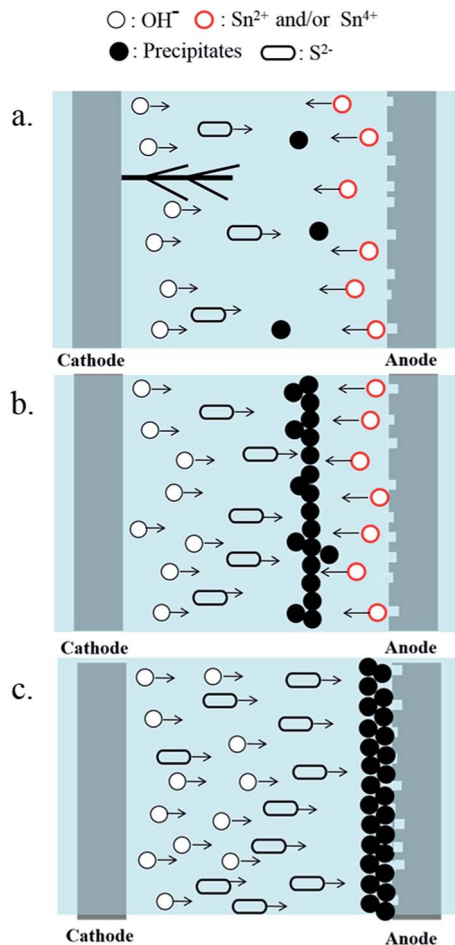 : OH⁻ : Sn²⁺ and/or Sn⁴⁺
: Precipitates : S²⁻
a.
Cathode Anode
b.
Cathode Anode
c.
Cathode Anode